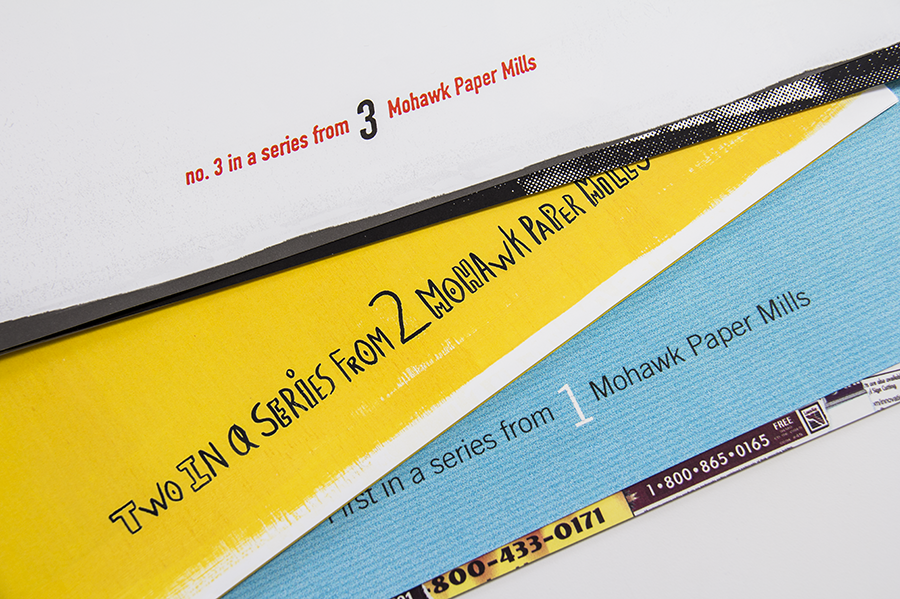 no. 3 in a series from 3 Mohawk Paper Mills
TWO IN a SERiES FROM 2 MOHAWK PAPER MILLS
First in a series from 1 Mohawk Paper Mills
FREE
1•800•865•0165
800-433-0171